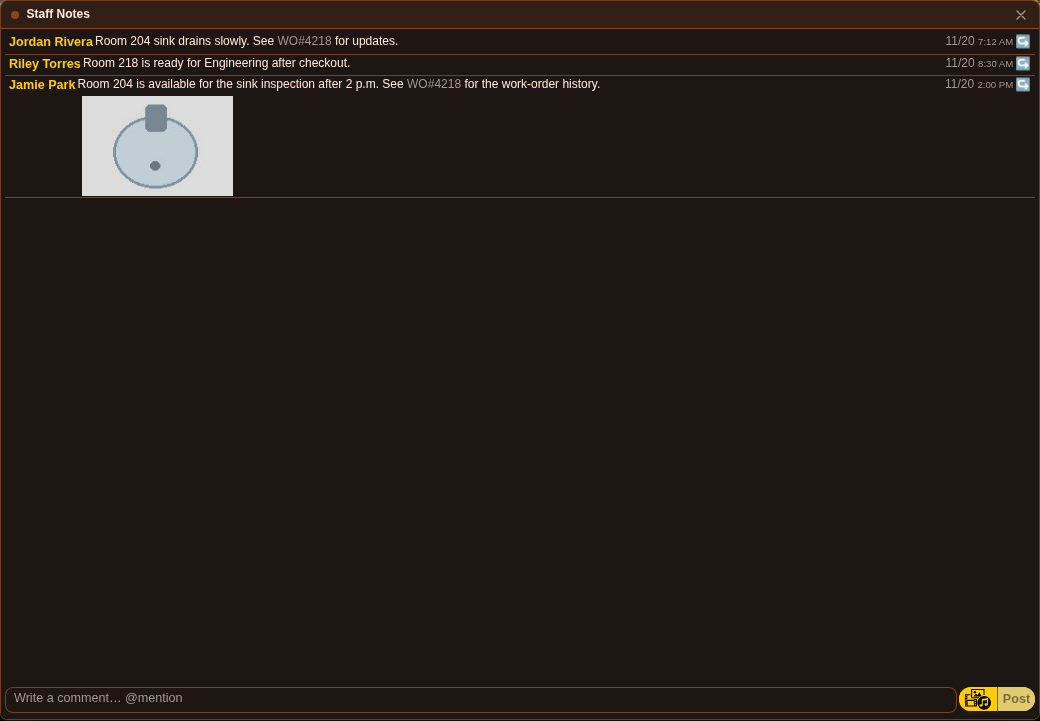 Staff Notes
Jordan Rivera Room 204 sink drains slowly. See WO#4218 for updates. 11/20 7:12 AM
Riley Torres Room 218 is ready for Engineering after checkout. 11/20 8:30 AM
Jamie Park Room 204 is available for the sink inspection after 2 p.m. See WO#4218 for the work-order history. 11/20 2:00 PM
Write a comment… @mention Post